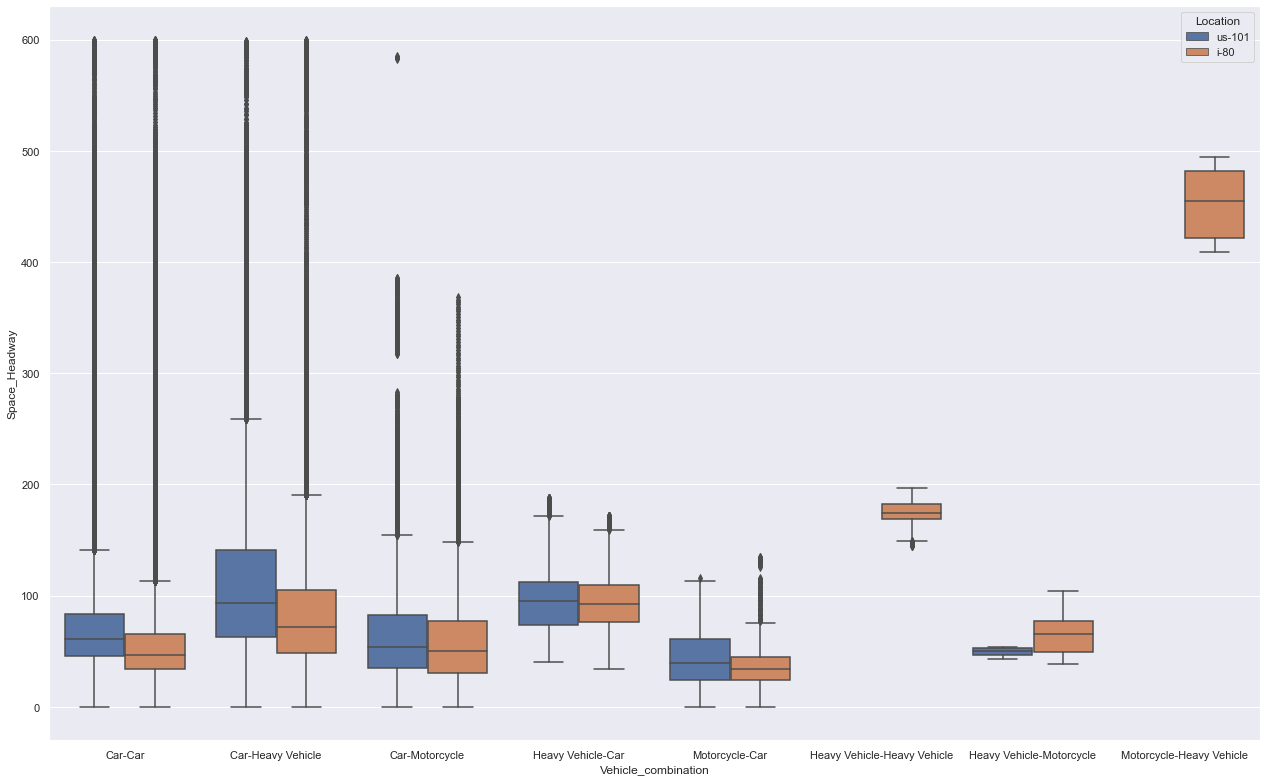 Location
us-101
i-80
600
500
400
300
200
100
0
Space_Headway
Car-Car
Car-Heavy Vehicle
Car-Motorcycle
Heavy Vehicle-Car
Motorcycle-Car
Heavy Vehicle-Heavy Vehicle
Heavy Vehicle-Motorcycle
Motorcycle-Heavy Vehicle
Vehicle_combination